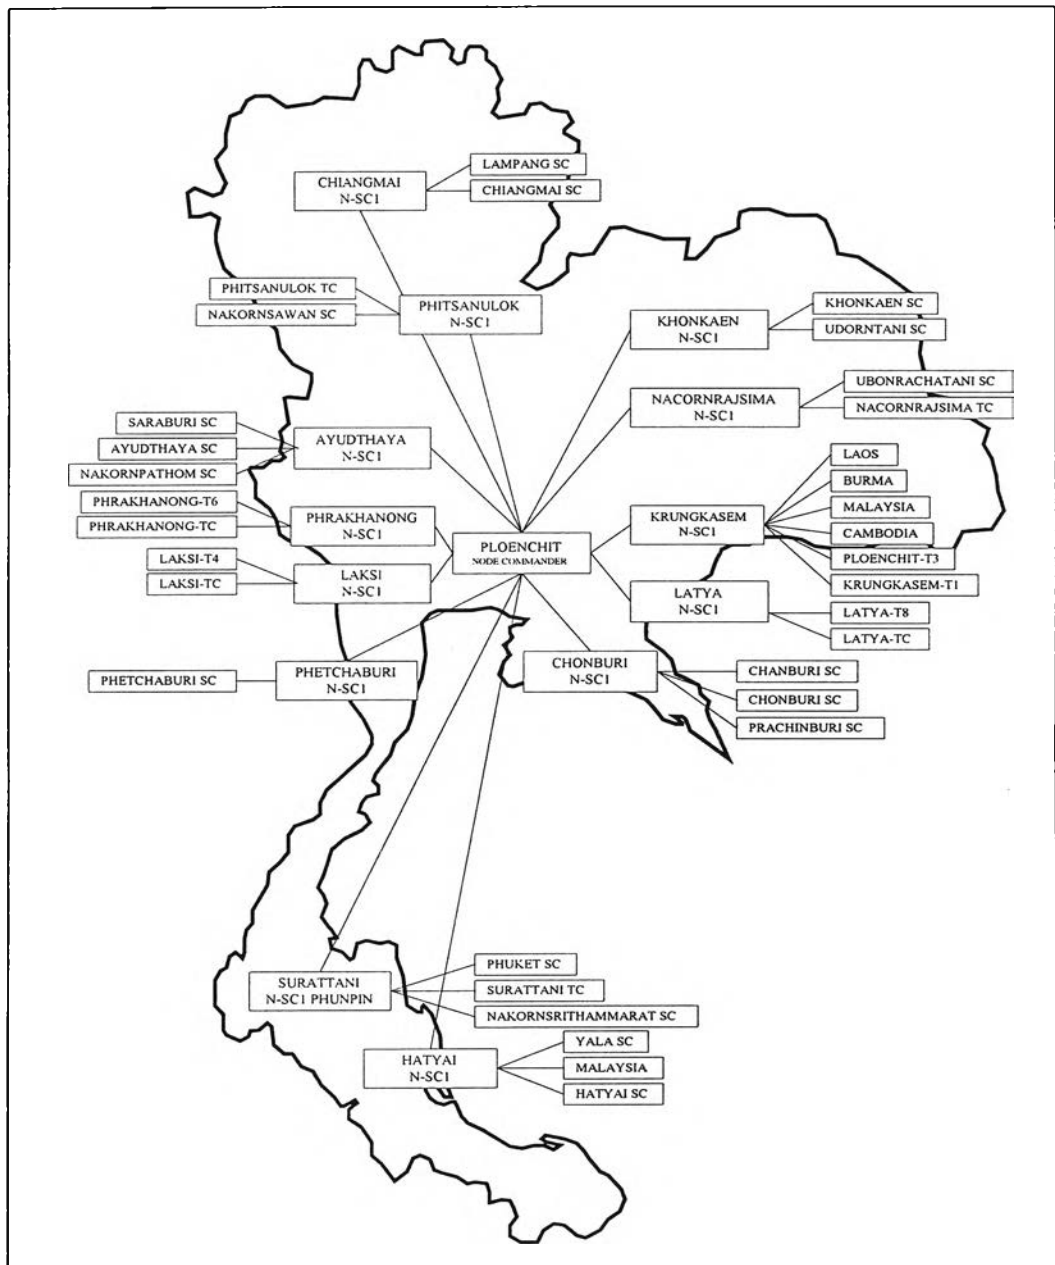 LAMPANG SC
CHIANGMAI
N-SC1
CHIANGMAI SC
PHITSANULOK TC
NAKORNSAWAN SC
PHITSANULOK
N-SC1
KHONKAEN
N-SC1
KHONKAEN SC
UDORNTANI SC
NACORNRAJSIMA
N-SC1
UBONRACHATANI SC
NACORNRAJSIMA TC
SARABURI SC
AYUDTHAYA SC
NAKORNPATHOM SC
AYUDTHAYA
N-SC1
PHRAKHANONG-T6
PHRAKHANONG-TC
PHRAKHANONG
N-SC1
LAKSI-T4
LAKSI-TC
LAKSI
N-SC1
PLOENCHIT
NODE COMMANDER
KRUNGKASEM
N-SC1
LAOS
BURMA
MALAYSIA
CAMBODIA
PLOENCHIT-T3
KRUNGKASEM-T1
LATYA
N-SC1
LATYA-T8
LATYA-TC
PHETCHABURI SC
PHETCHABURI
N-SC1
CHONBURI
N-SC1
CHANBURI SC
CHONBURI SC
PRACHINBURI SC
SURATTANI
N-SC1 PHUNPIN
PHUKET SC
SURATTANI TC
NAKORNSRITHAMMARAT SC
HATYAI
N-SC1
YALA SC
MALAYSIA
HATYAI SC